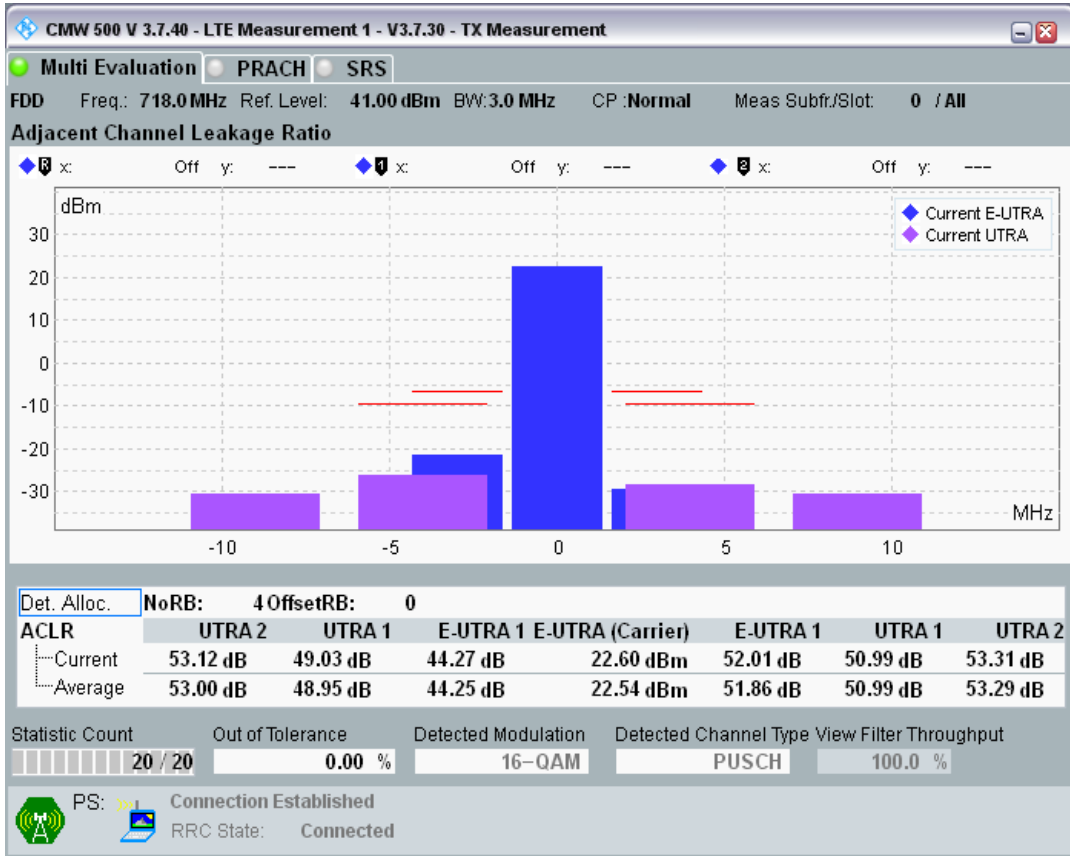 CMW 500 V 3.7.40 - LTE Measurement 1 - V3.7.30 - TX Measurement
Multi Evaluation PRACH SRS
FDD Freq.: 718.0 MHz Ref. Level: 41.00 dBm BW: 3.0 MHz CP :Normal Meas Subfr./Slot: 0 / All
Adjacent Channel Leakage Ratio
R x: Off y: --- 1 x: Off y: --- 2 x: Off y: ---
dBm
Current E-UTRA
Current UTRA
30
20
10
0
-10
-20
-30
MHz
-10 -5 0 5 10
Det. Alloc. NoRB: 4 OffsetRB: 0
ACLR UTRA 2 UTRA 1 E-UTRA 1 E-UTRA (Carrier) E-UTRA 1 UTRA 1 UTRA 2
Current 53.12 dB 49.03 dB 44.27 dB 22.60 dBm 52.01 dB 50.99 dB 53.31 dB
Average 53.00 dB 48.95 dB 44.25 dB 22.54 dBm 51.86 dB 50.99 dB 53.29 dB
Statistic Count Out of Tolerance Detected Modulation Detected Channel Type View Filter Throughput
20 / 20 0.00 % 16-QAM PUSCH 100.0 %
PS: Connection Established
RRC State: Connected